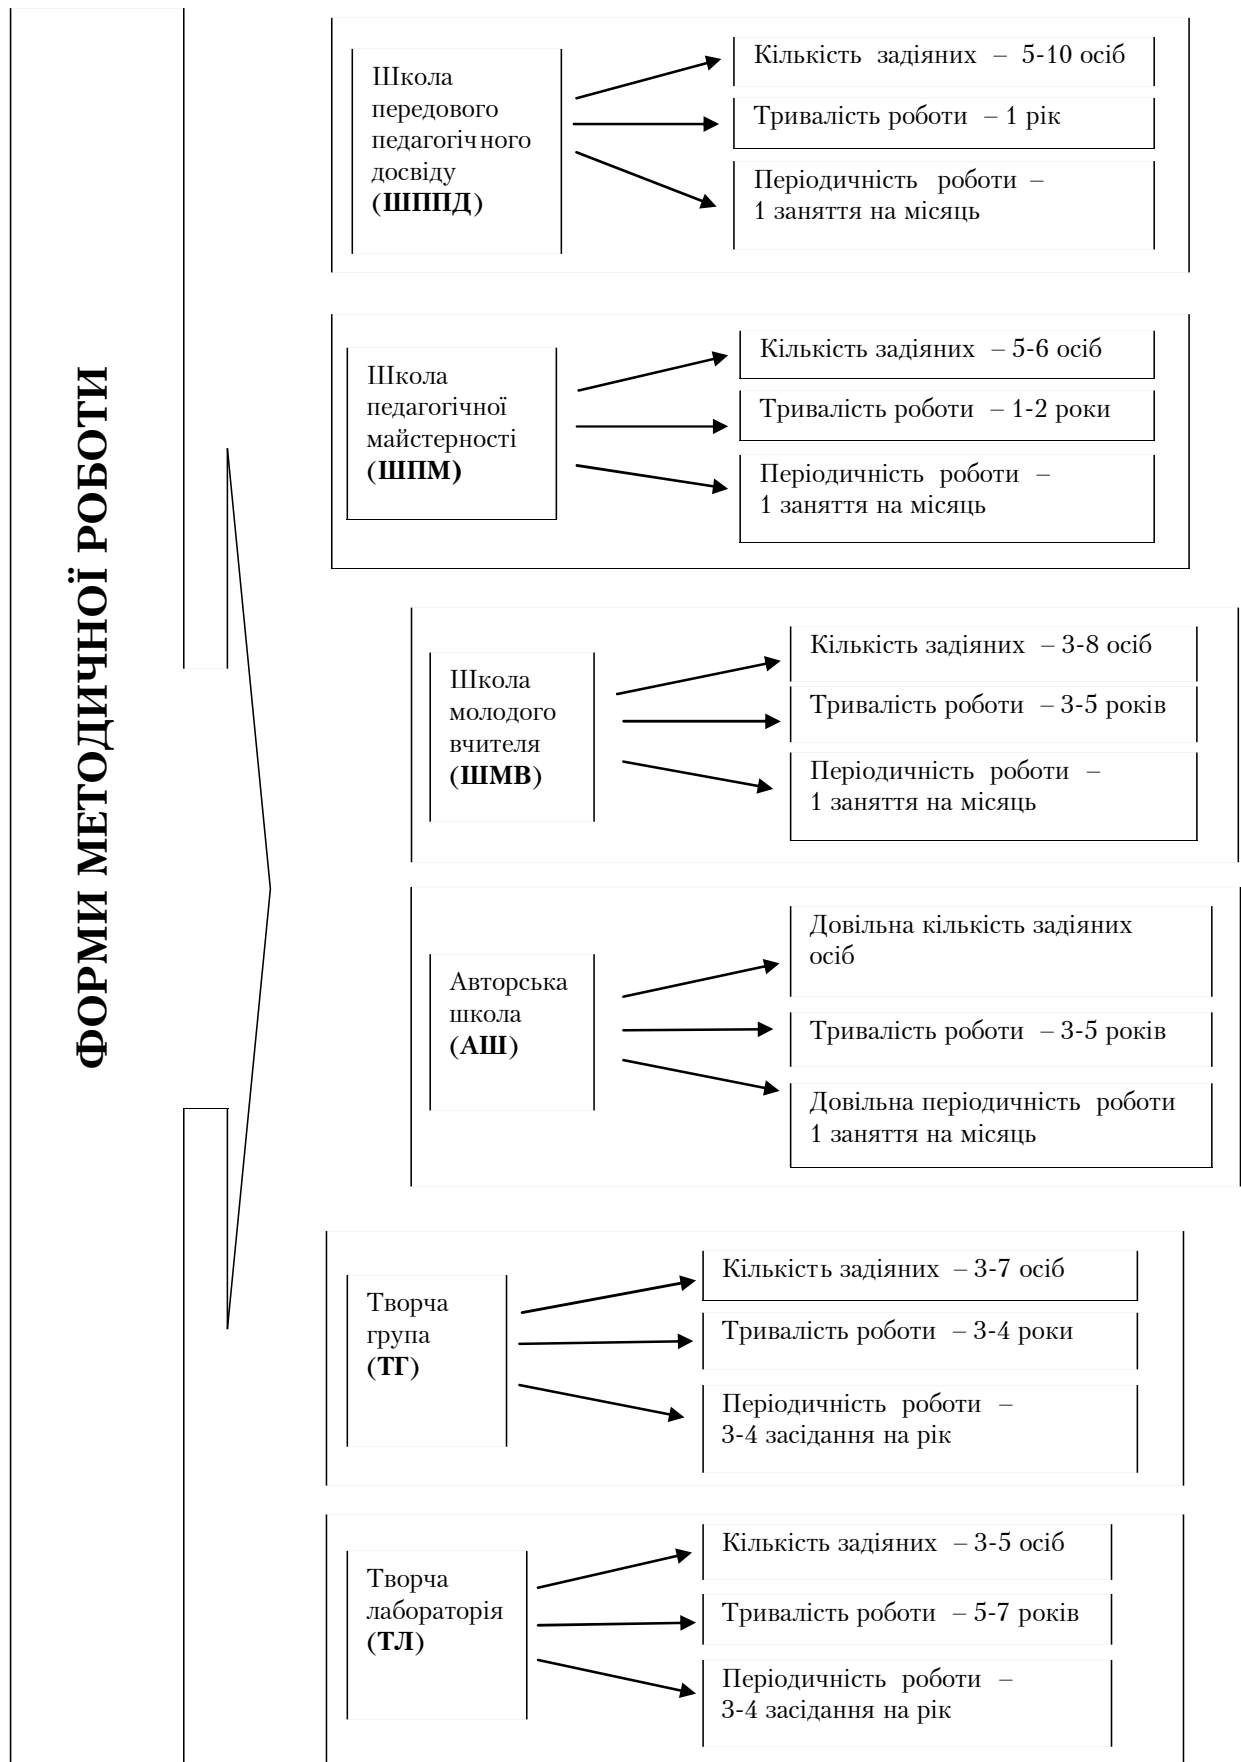 ФОРМИ МЕТОДИЧНОЇ РОБОТИ
Школа
передового
педагогічного
досвіду
(ШППД)
Кількість задіяних – 5-10 осіб
Тривалість роботи – 1 рік
Періодичність роботи –
1 заняття на місяць
Школа
педагогічної
майстерності
(ШПМ)
Кількість задіяних – 5-6 осіб
Тривалість роботи – 1-2 роки
Періодичність роботи –
1 заняття на місяць
Школа
молодого
вчителя
(ШМВ)
Кількість задіяних – 3-8 осіб
Тривалість роботи – 3-5 років
Періодичність роботи –
1 заняття на місяць
Авторська
школа
(АШ)
Довільна кількість задіяних
осіб
Тривалість роботи – 3-5 років
Довільна періодичність роботи
1 заняття на місяць
Творча
група
(ТГ)
Кількість задіяних – 3-7 осіб
Тривалість роботи – 3-4 роки
Періодичність роботи –
3-4 засідання на рік
Творча
лабораторія
(ТЛ)
Кількість задіяних – 3-5 осіб
Тривалість роботи – 5-7 років
Періодичність роботи –
3-4 засідання на рік